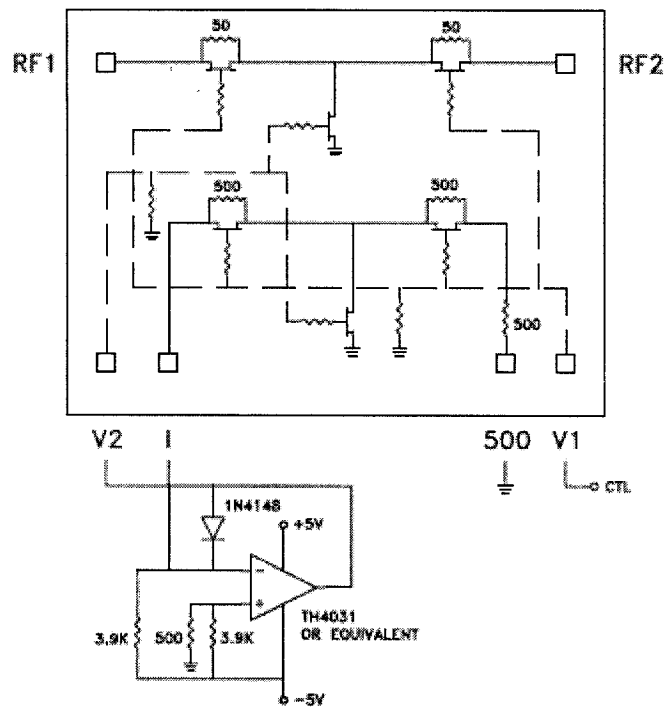 50 50
RF1 RF2
500 500
500
V2 I 500 V1
CTL
1N4148
+5V
−
+
TH4031
OR EQUIVALENT
3.9K 500 3.9K
−5V